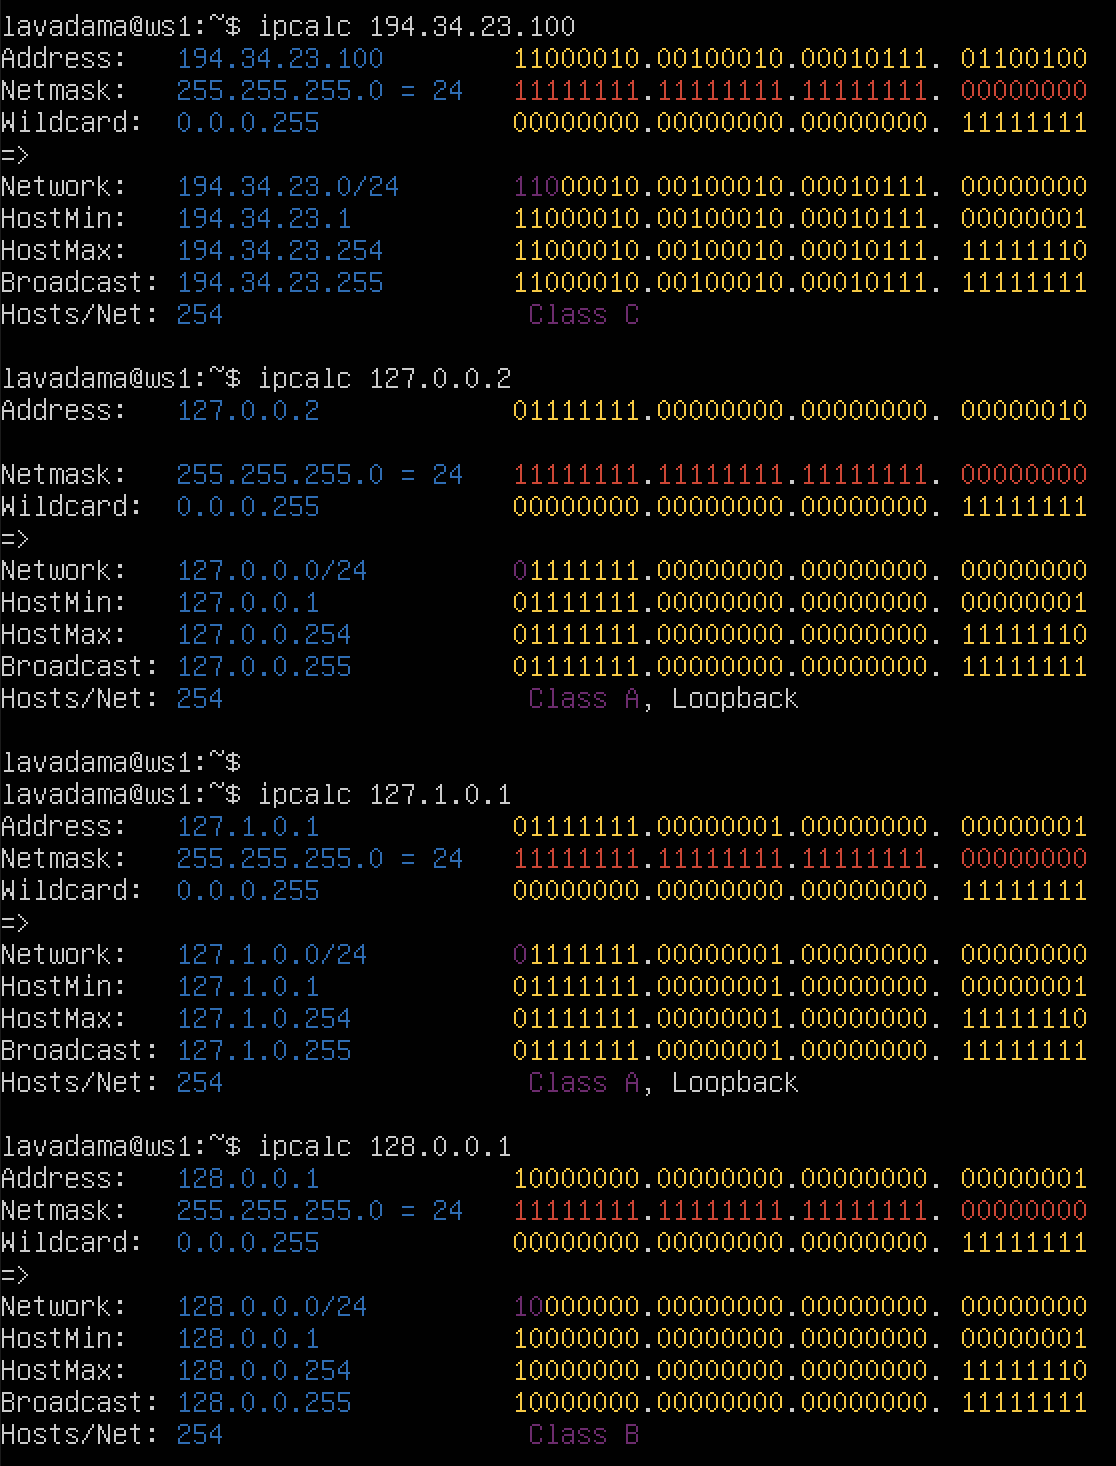 lavadama@ws1:~$ ipcalc 194.34.23.100
Address:   194.34.23.100        11000010.00100010.00010111. 01100100
Netmask:   255.255.255.0 = 24   11111111.11111111.11111111. 00000000
Wildcard:  0.0.0.255            00000000.00000000.00000000. 11111111
=>
Network:   194.34.23.0/24       11000010.00100010.00010111. 00000000
HostMin:   194.34.23.1          11000010.00100010.00010111. 00000001
HostMax:   194.34.23.254        11000010.00100010.00010111. 11111110
Broadcast: 194.34.23.255        11000010.00100010.00010111. 11111111
Hosts/Net: 254                   Class C

lavadama@ws1:~$ ipcalc 127.0.0.2
Address:   127.0.0.2            01111111.00000000.00000000. 00000010

Netmask:   255.255.255.0 = 24   11111111.11111111.11111111. 00000000
Wildcard:  0.0.0.255            00000000.00000000.00000000. 11111111
=>
Network:   127.0.0.0/24         01111111.00000000.00000000. 00000000
HostMin:   127.0.0.1            01111111.00000000.00000000. 00000001
HostMax:   127.0.0.254          01111111.00000000.00000000. 11111110
Broadcast: 127.0.0.255          01111111.00000000.00000000. 11111111
Hosts/Net: 254                   Class A, Loopback

lavadama@ws1:~$
lavadama@ws1:~$ ipcalc 127.1.0.1
Address:   127.1.0.1            01111111.00000001.00000000. 00000001
Netmask:   255.255.255.0 = 24   11111111.11111111.11111111. 00000000
Wildcard:  0.0.0.255            00000000.00000000.00000000. 11111111
=>
Network:   127.1.0.0/24         01111111.00000001.00000000. 00000000
HostMin:   127.1.0.1            01111111.00000001.00000000. 00000001
HostMax:   127.1.0.254          01111111.00000001.00000000. 11111110
Broadcast: 127.1.0.255          01111111.00000001.00000000. 11111111
Hosts/Net: 254                   Class A, Loopback

lavadama@ws1:~$ ipcalc 128.0.0.1
Address:   128.0.0.1            10000000.00000000.00000000. 00000001
Netmask:   255.255.255.0 = 24   11111111.11111111.11111111. 00000000
Wildcard:  0.0.0.255            00000000.00000000.00000000. 11111111
=>
Network:   128.0.0.0/24         10000000.00000000.00000000. 00000000
HostMin:   128.0.0.1            10000000.00000000.00000000. 00000001
HostMax:   128.0.0.254          10000000.00000000.00000000. 11111110
Broadcast: 128.0.0.255          10000000.00000000.00000000. 11111111
Hosts/Net: 254                   Class B